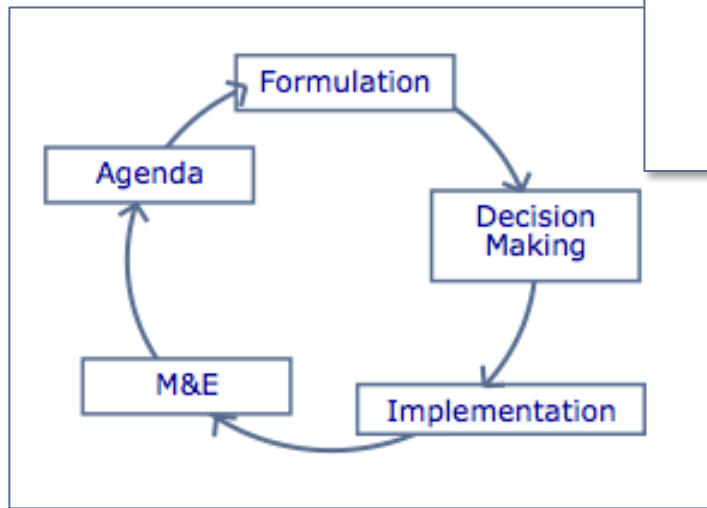 Formulation
Agenda
Decision
Making
M&E
Implementation